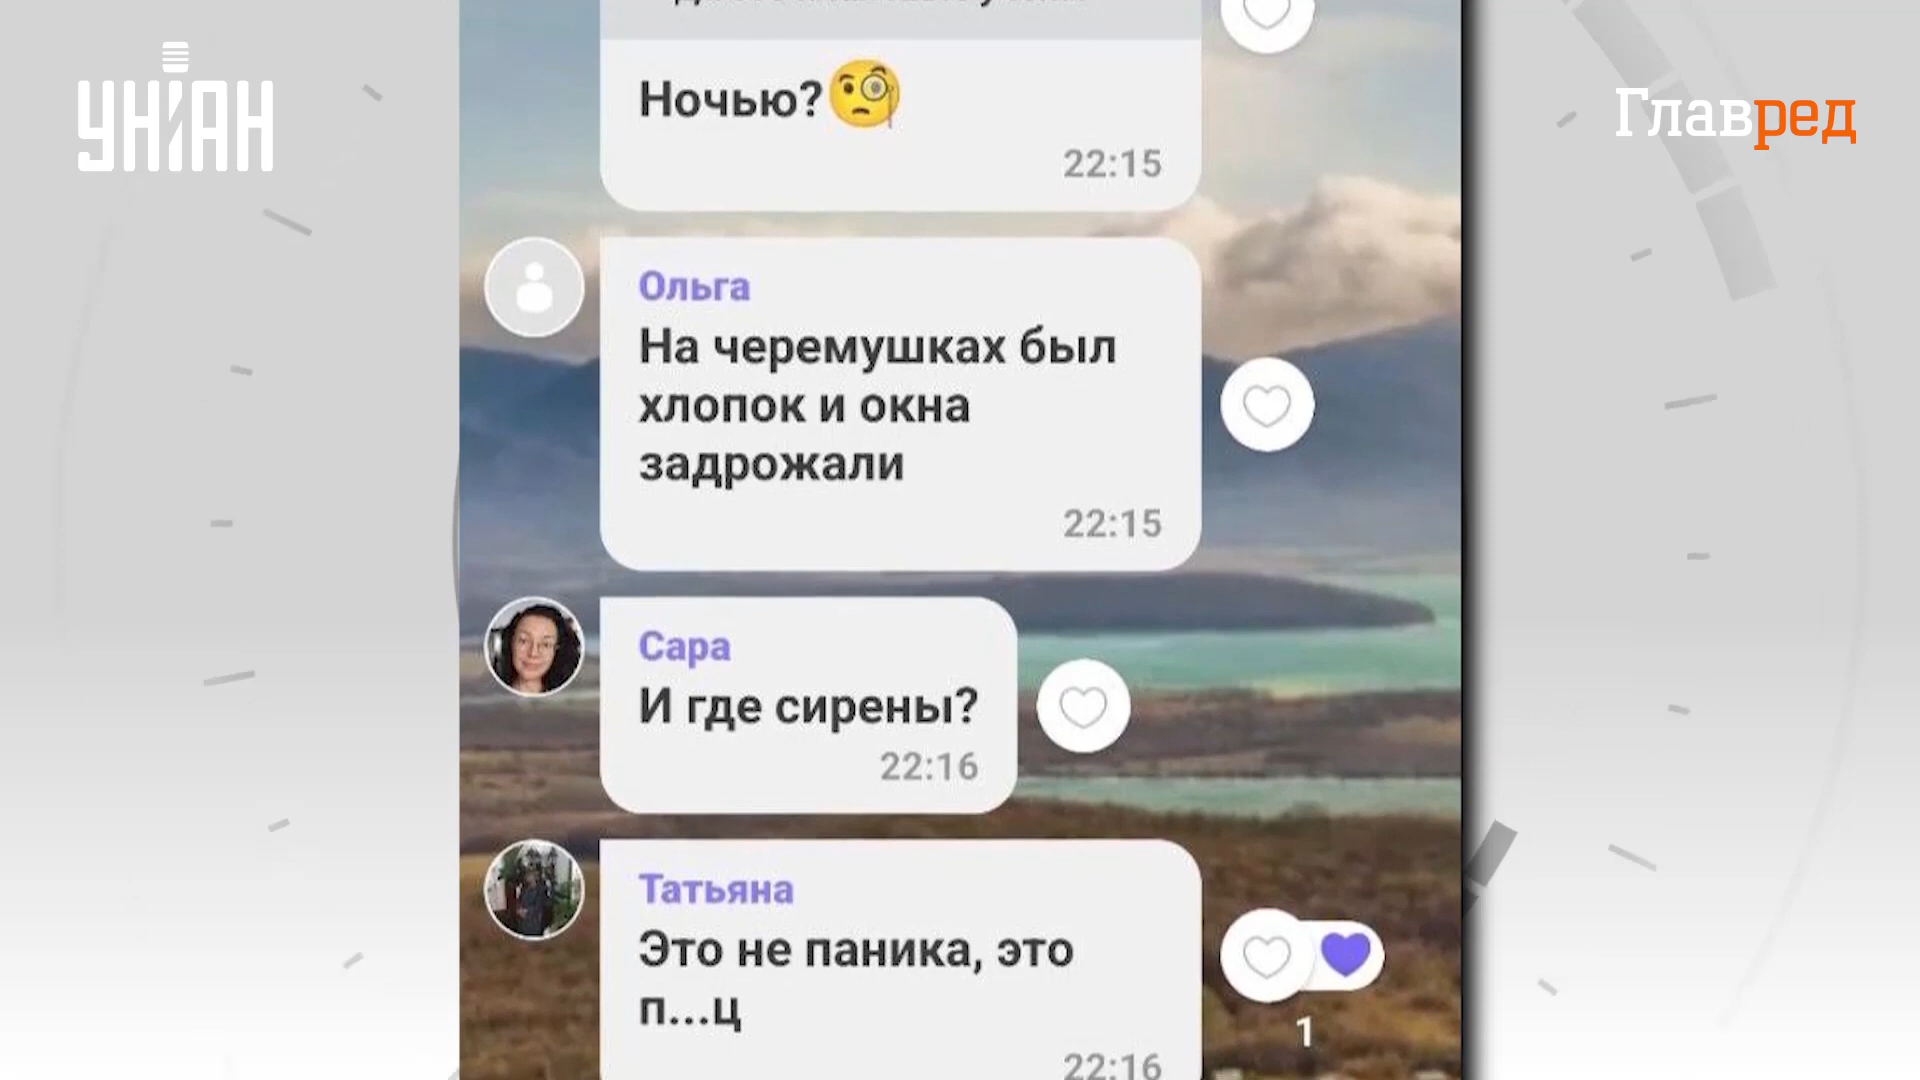 УНІАН
Главред
Ночью?
22:15
Ольга
На черемушках был
хлопок и окна
задрожали
22:15
Сара
И где сирены?
22:16
Татьяна
Это не паника, это
п...ц
1
22:16